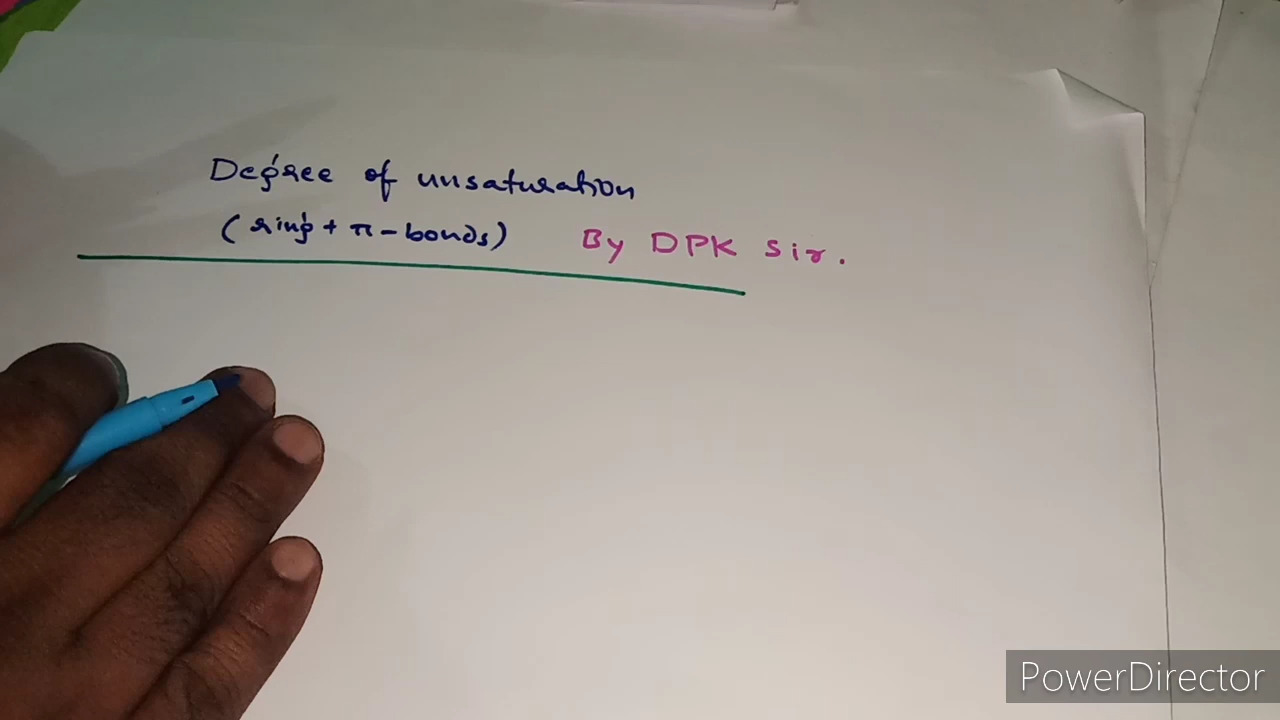 Degree of unsaturation
(ring + π - bonds) By DPK Sir.
PowerDirector